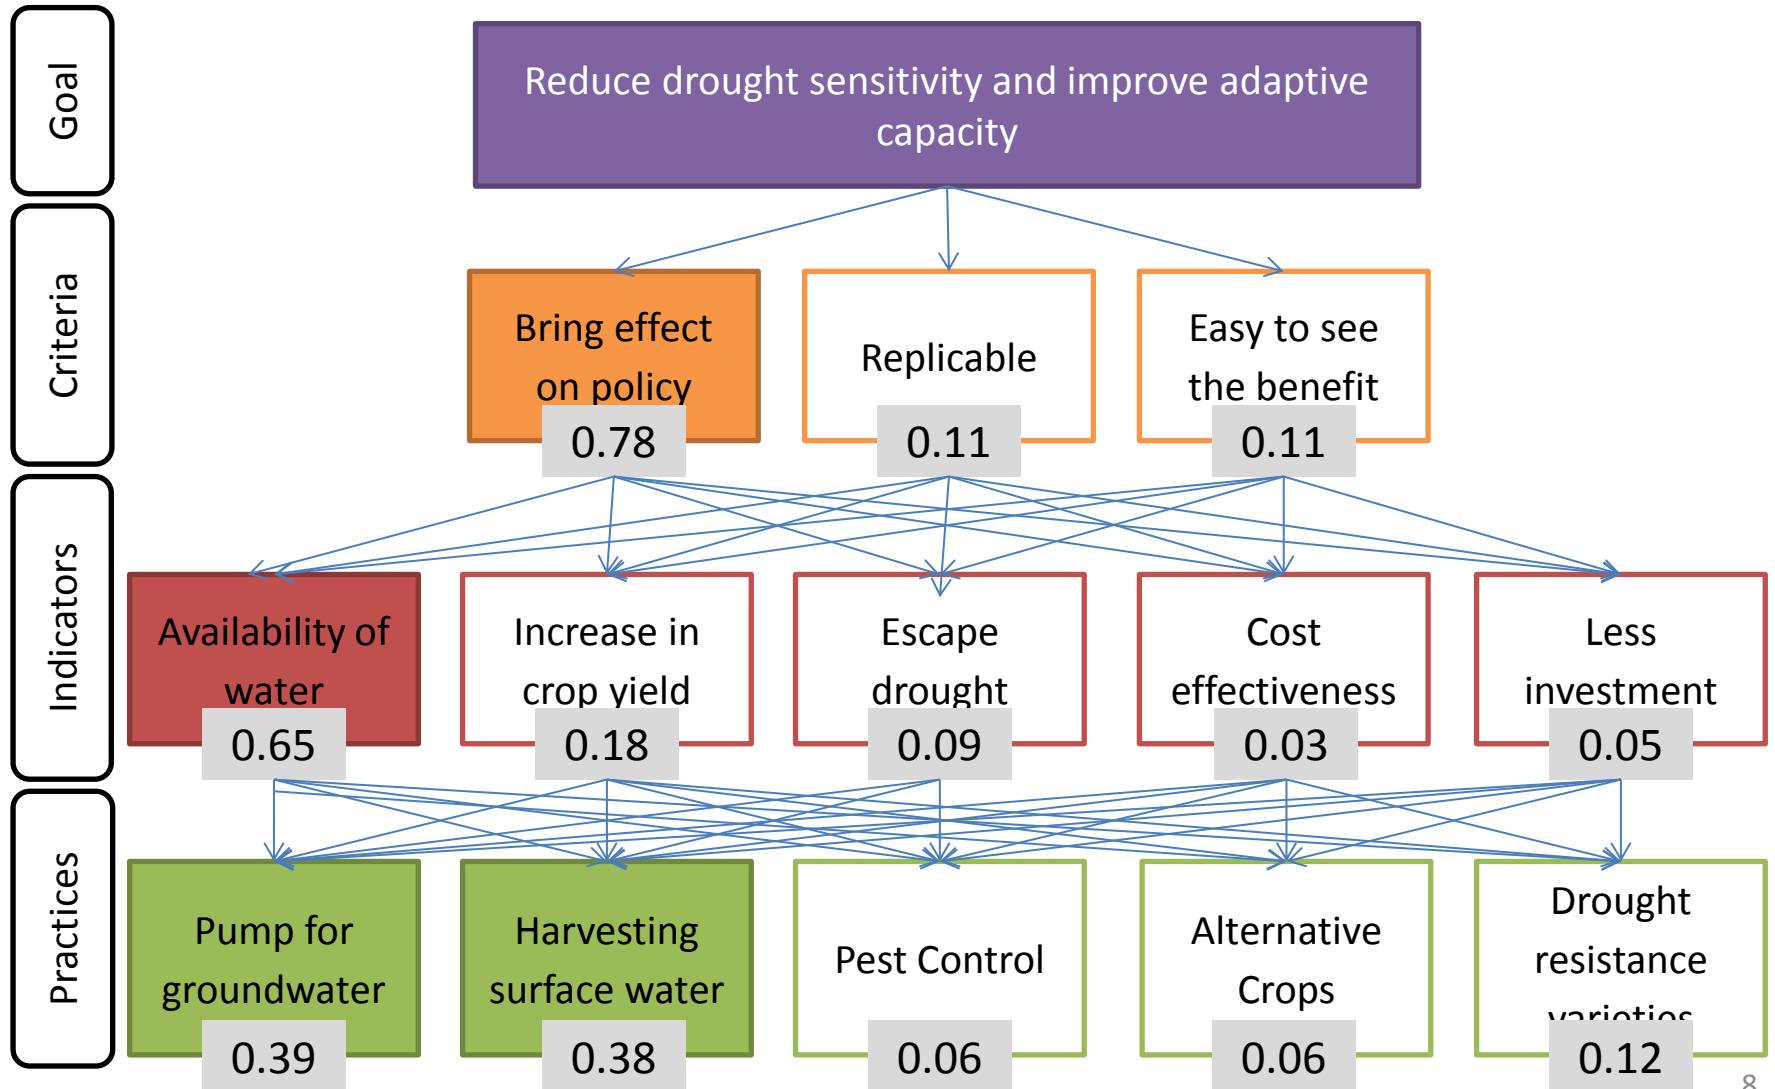 Goal
Reduce drought sensitivity and improve adaptive
capacity
Criteria
Bring effect
on policy
0.78
Replicable
0.11
Easy to see
the benefit
0.11
Indicators
Availability of
water
0.65
Increase in
crop yield
0.18
Escape
drought
0.09
Cost
effectiveness
0.03
Less
investment
0.05
Practices
Pump for
groundwater
0.39
Harvesting
surface water
0.38
Pest Control
0.06
Alternative
Crops
0.06
Drought
resistance
varieties
0.12
8